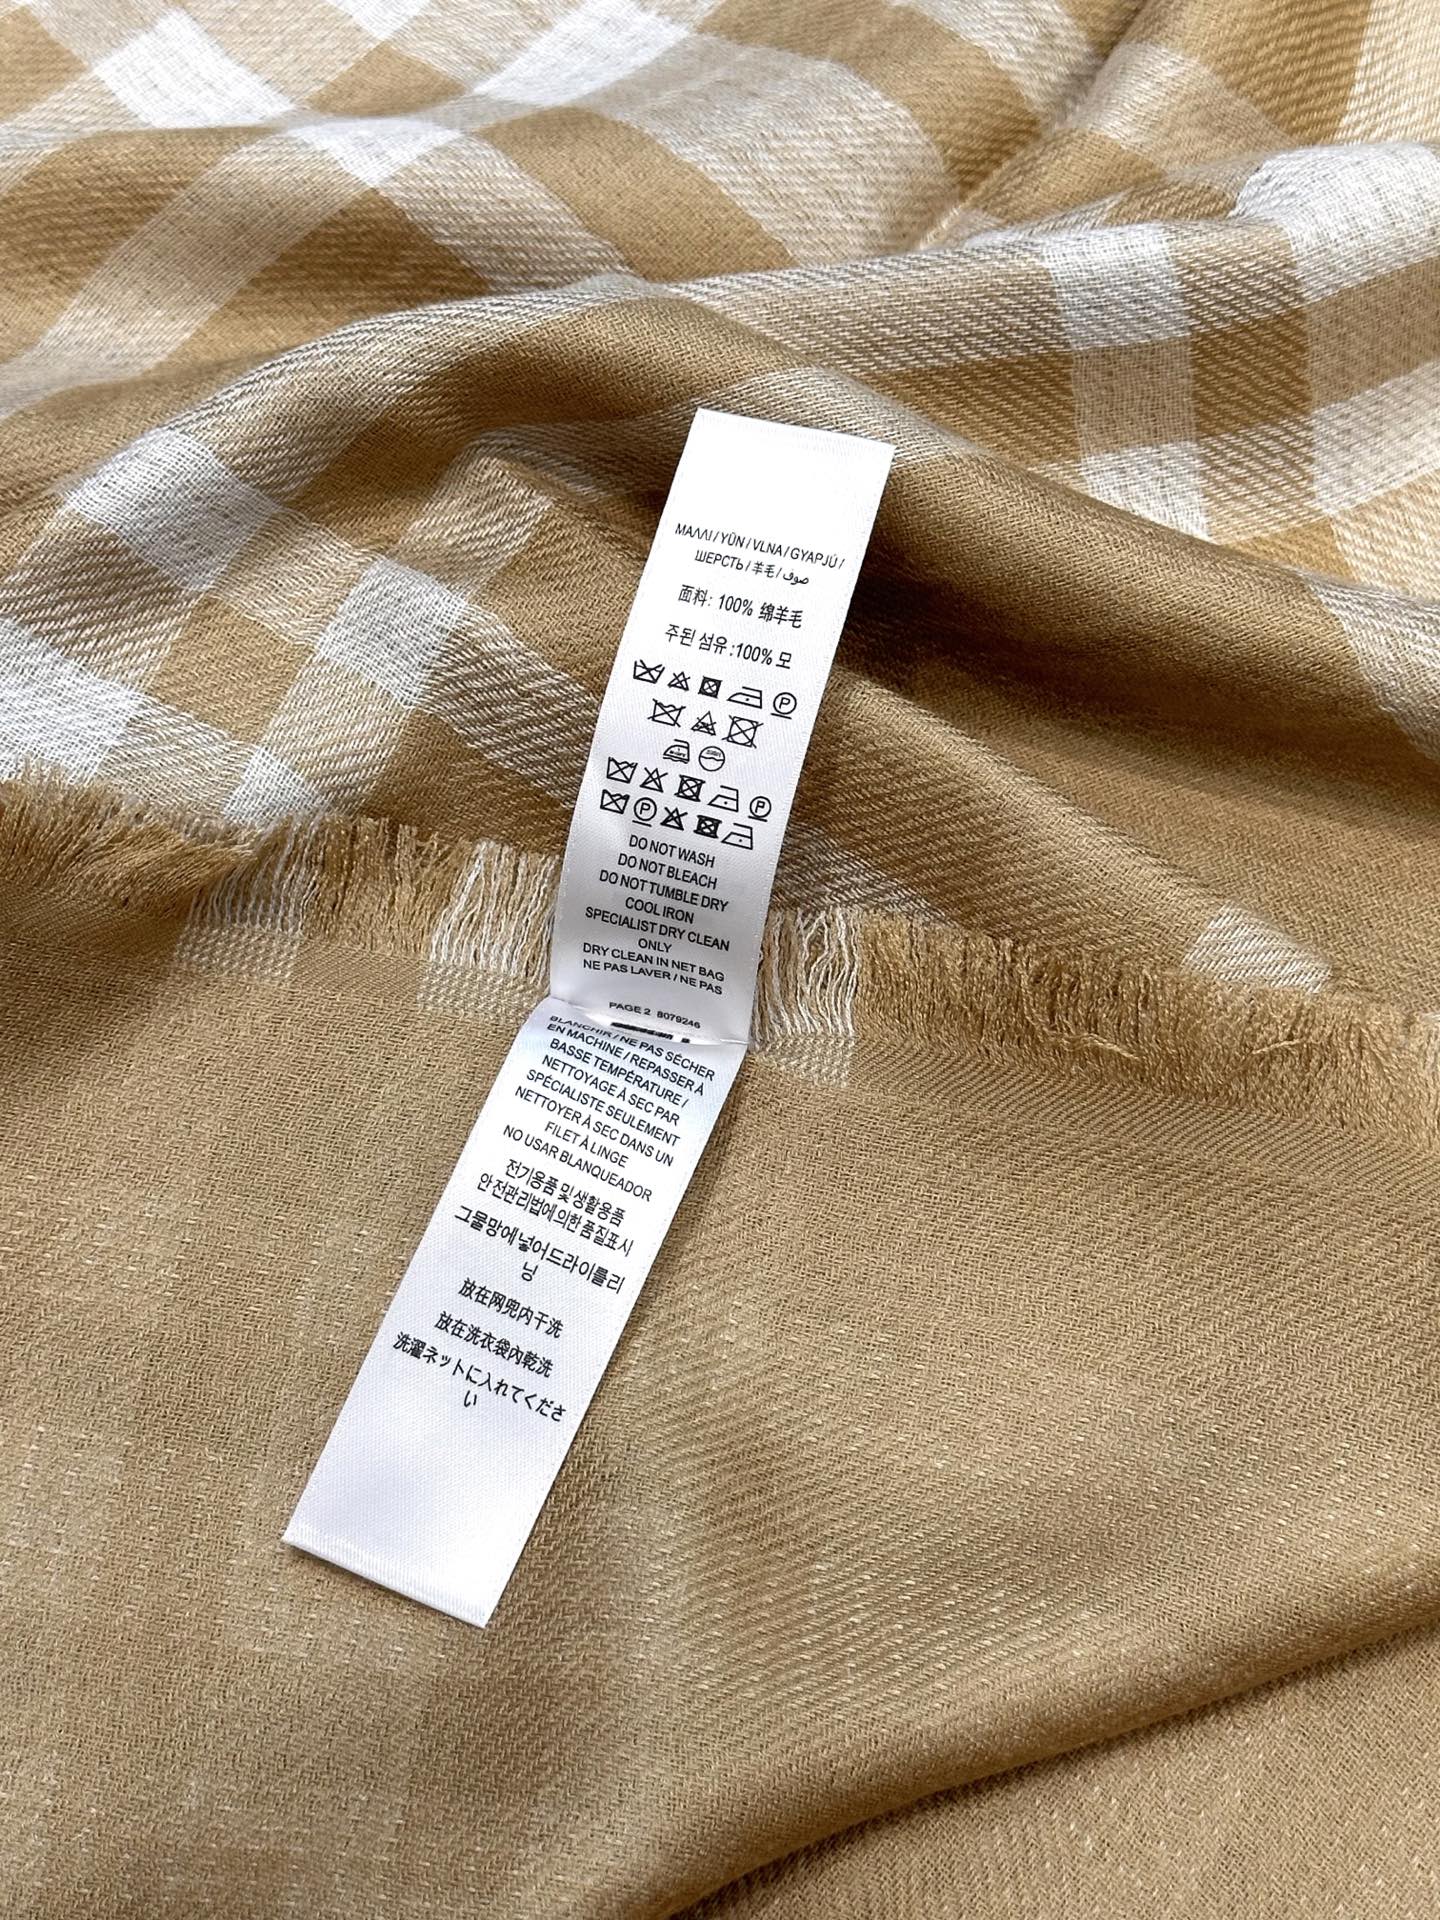 ΜΑΛΛΙ / YÜN / VLNA / GYAPJÚ /
ШЕРСТЬ / 羊毛 / صوف
面料: 100% 绵羊毛
주된 섬유 :100% 모
P
P
P
DO NOT WASH
DO NOT BLEACH
DO NOT TUMBLE DRY
COOL IRON
SPECIALIST DRY CLEAN
ONLY
DRY CLEAN IN NET BAG
NE PAS LAVER / NE PAS
PAGE 2 8079246
BLANCHIR / NE PAS SÉCHER
EN MACHINE / REPASSER À
BASSE TEMPÉRATURE /
NETTOYAGE À SEC PAR
SPÉCIALISTE SEULEMENT
NETTOYER À SEC DANS UN
FILET À LINGE
NO USAR BLANQUEADOR
전기용품 및 생활용품
안전관리법에 의한 품질표시
그물망에 넣어 드라이클리
닝
放在网兜内干洗
放在洗衣袋內乾洗
洗濯ネットに入れてくださ
い